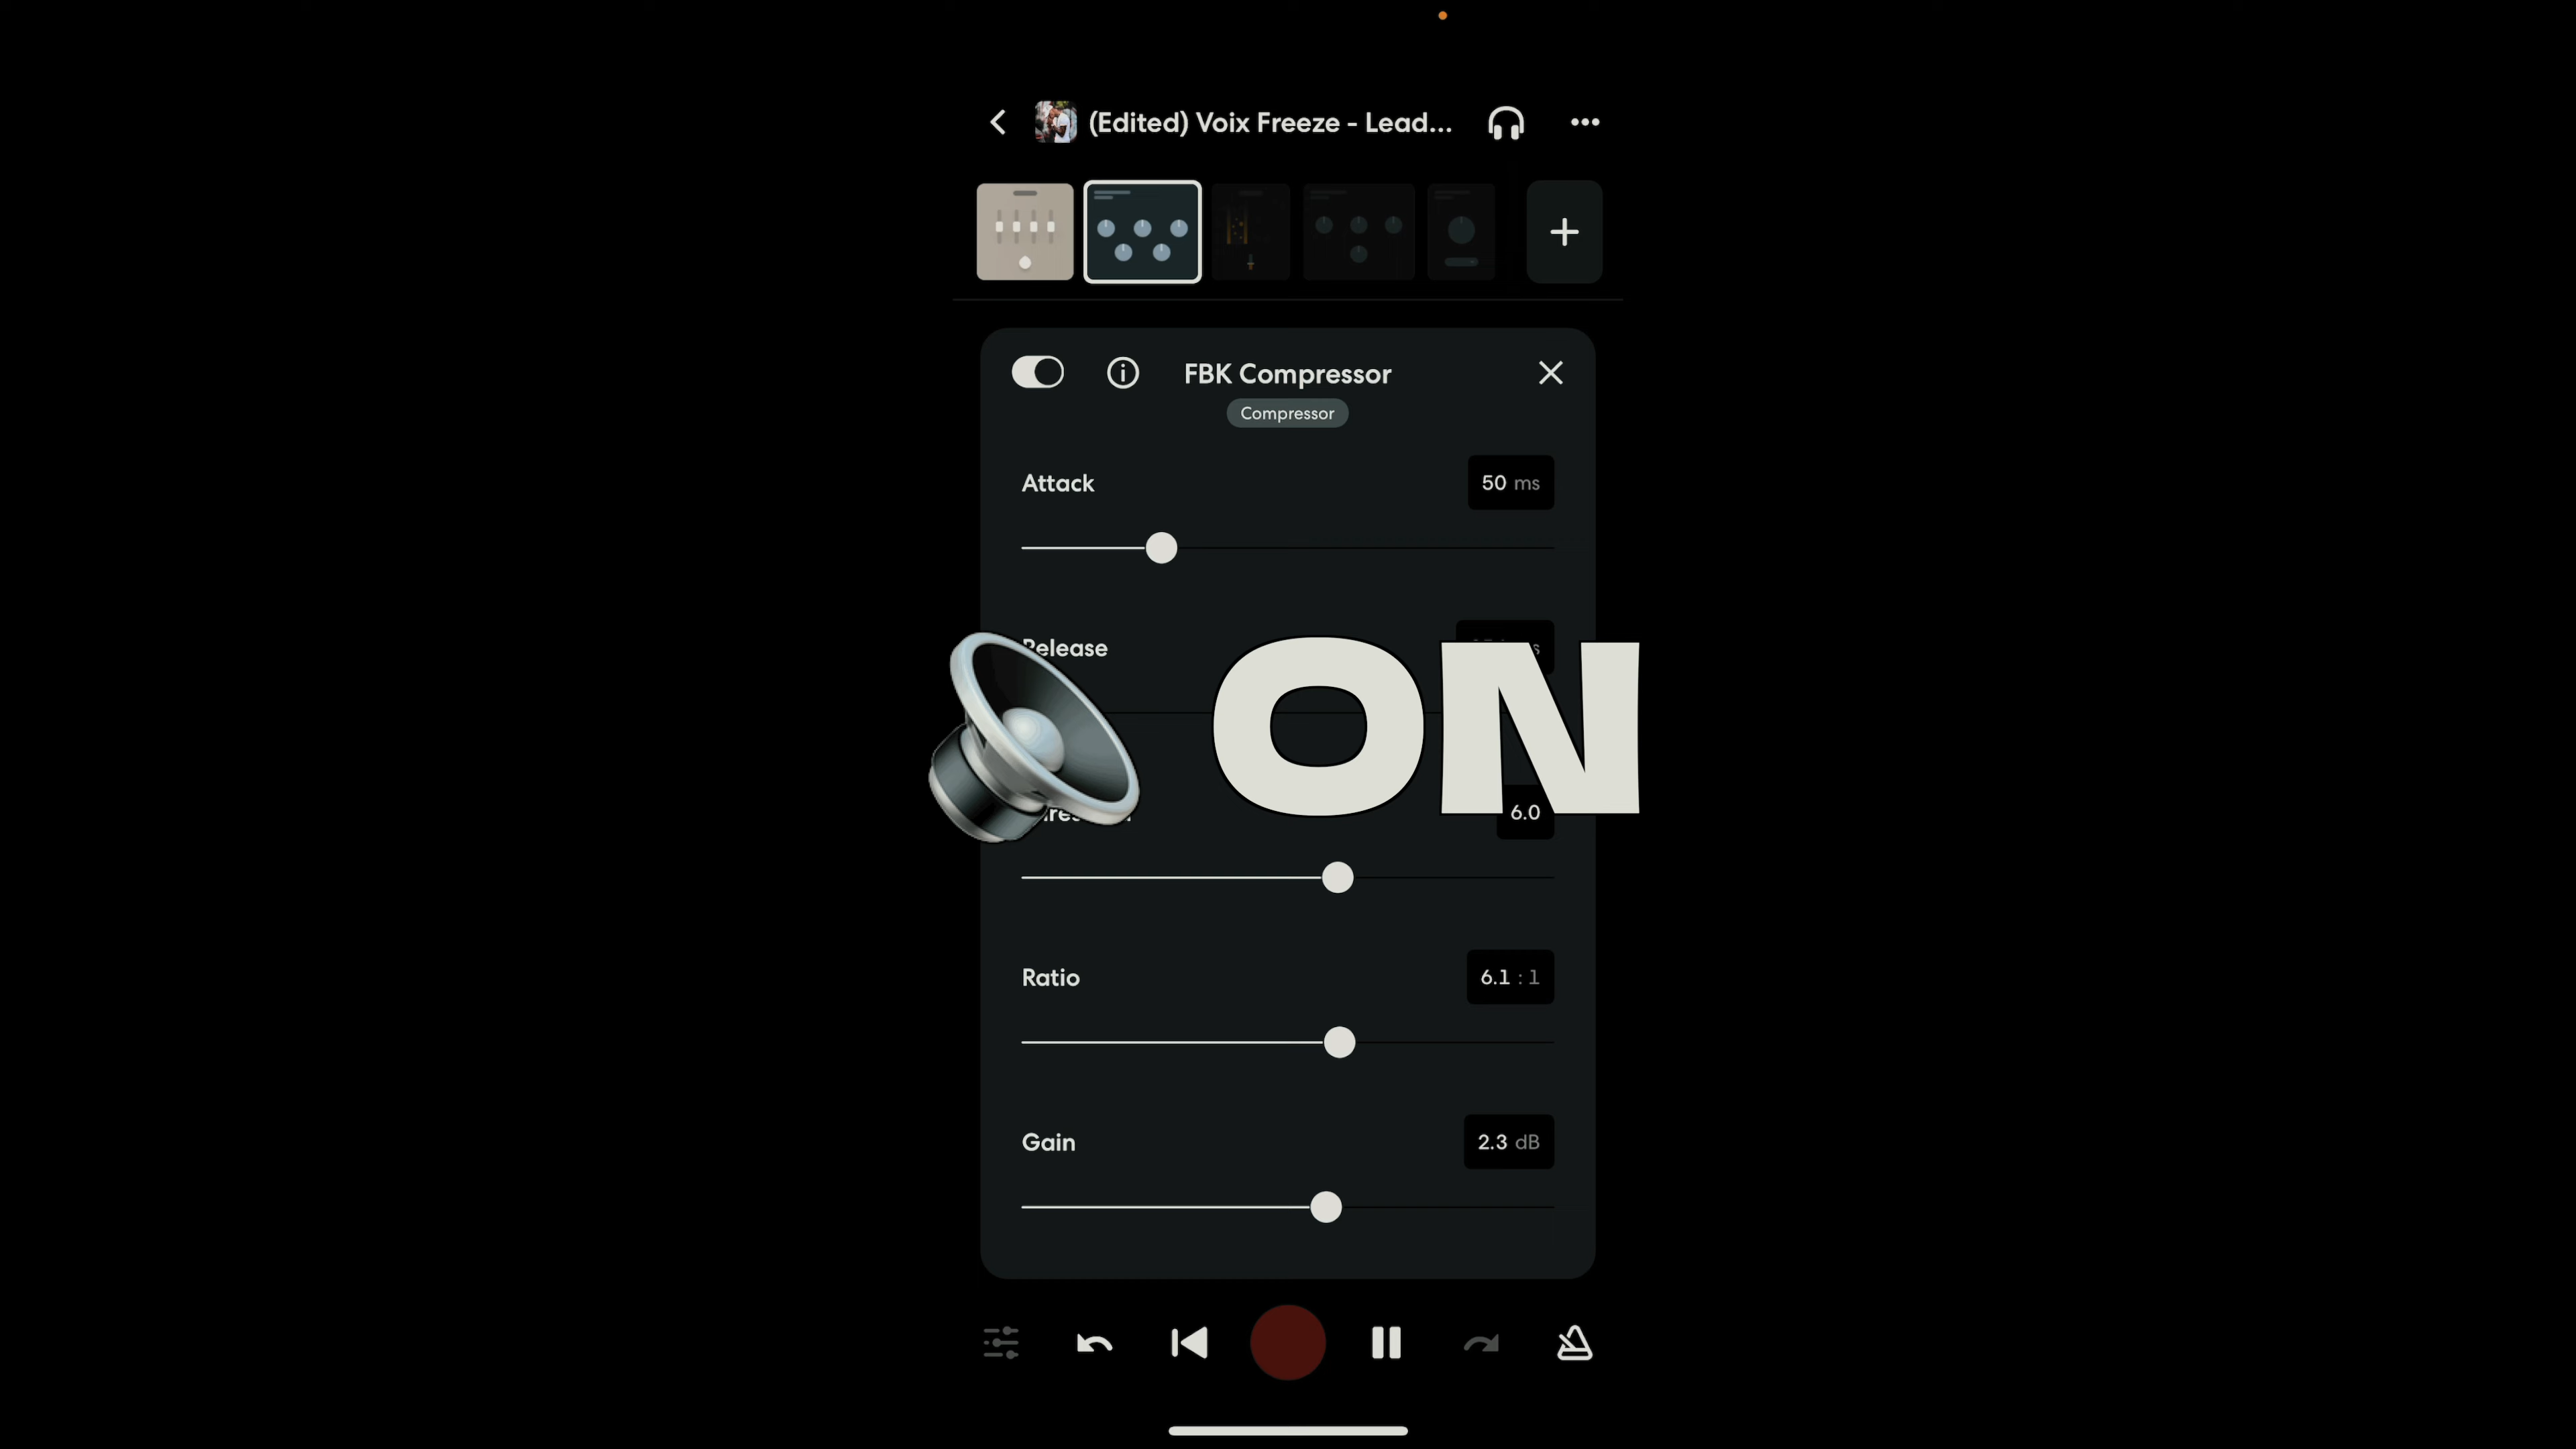 (Edited) Voix Freeze - Lead...
FBK Compressor
Compressor
Attack
50 ms
Release
ON
6.0
Ratio
6.1 : 1
Gain
2.3 dB